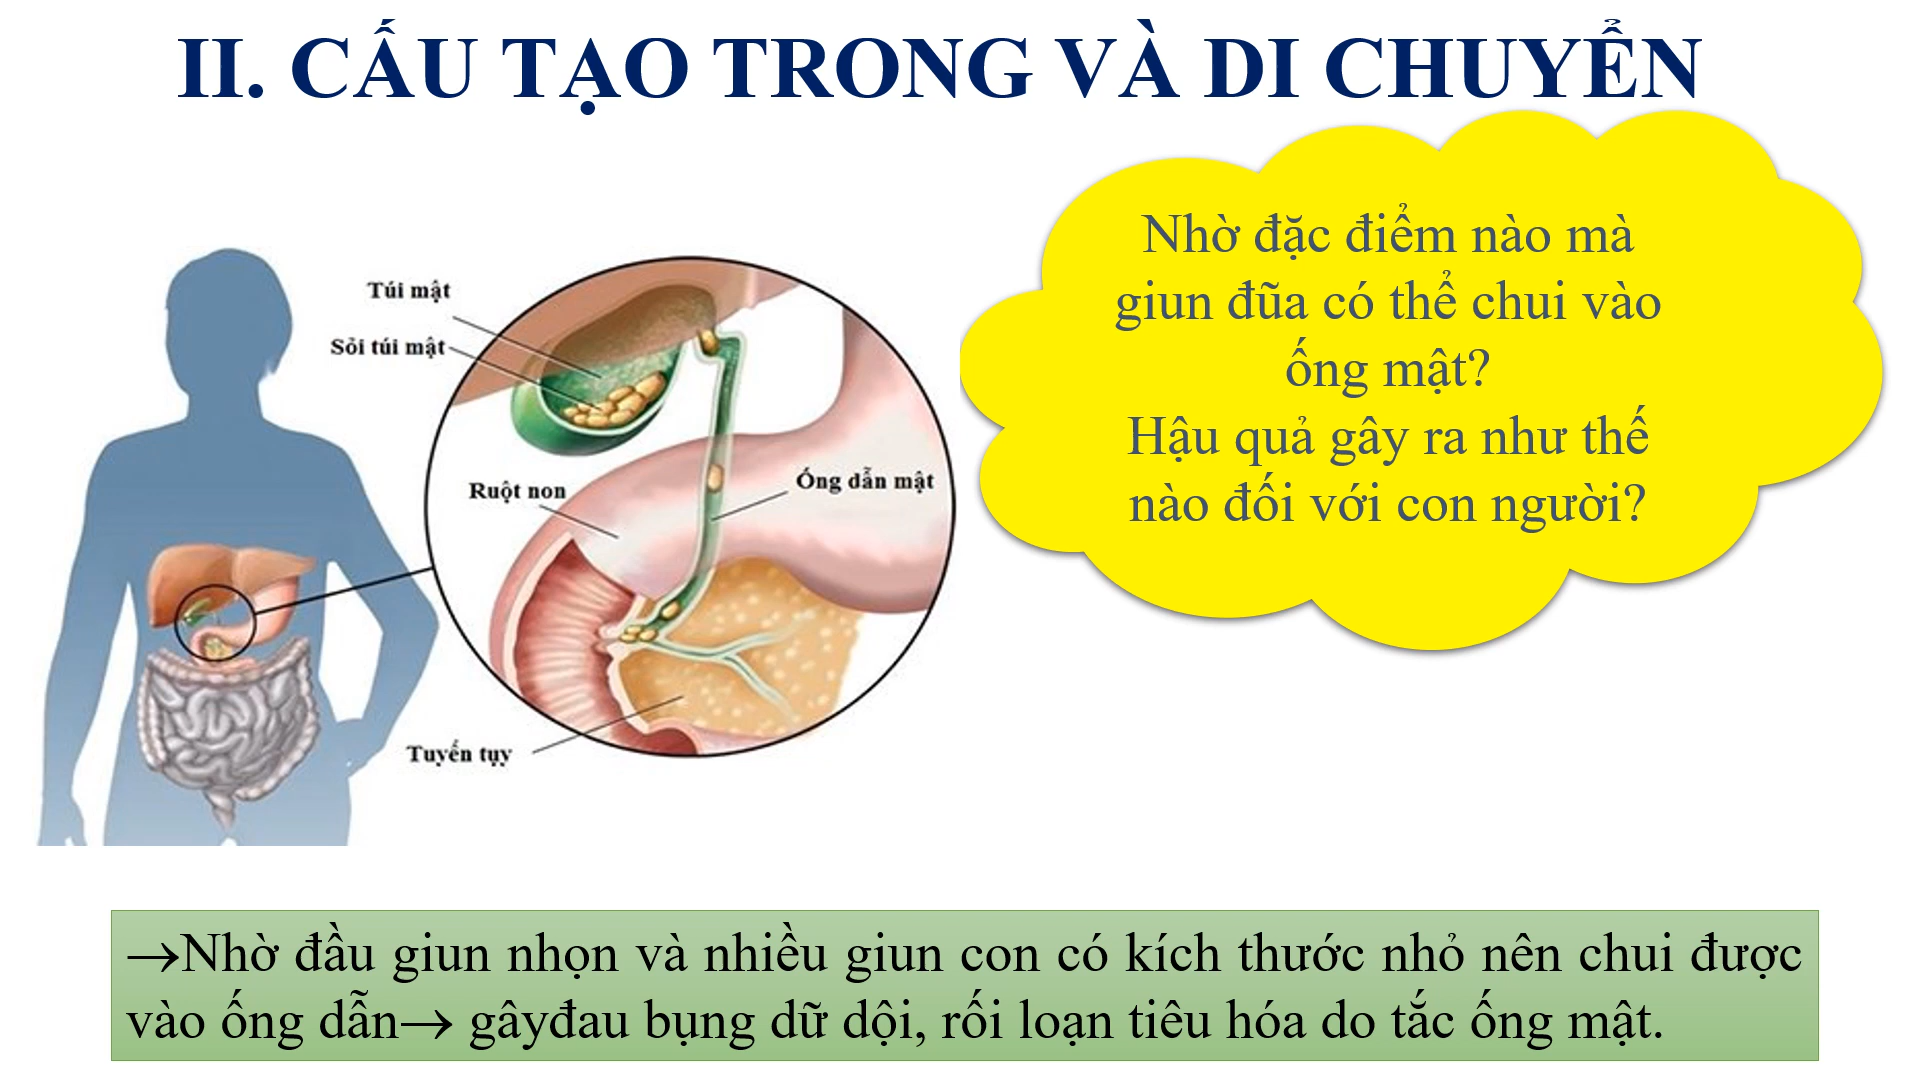 II. CẤU TẠO TRONG VÀ DI CHUYỂN
Nhờ đặc điểm nào mà
giun đũa có thể chui vào
ống mật?
Hậu quả gây ra như thế
nào đối với con người?
Túi mật
Sỏi túi mật
Ruột non
Óng dẫn mật
Tuyến tụy
→Nhờ đầu giun nhọn và nhiều giun con có kích thước nhỏ nên chui được
vào ống dẫn→ gâyđau bụng dữ dội, rối loạn tiêu hóa do tắc ống mật.